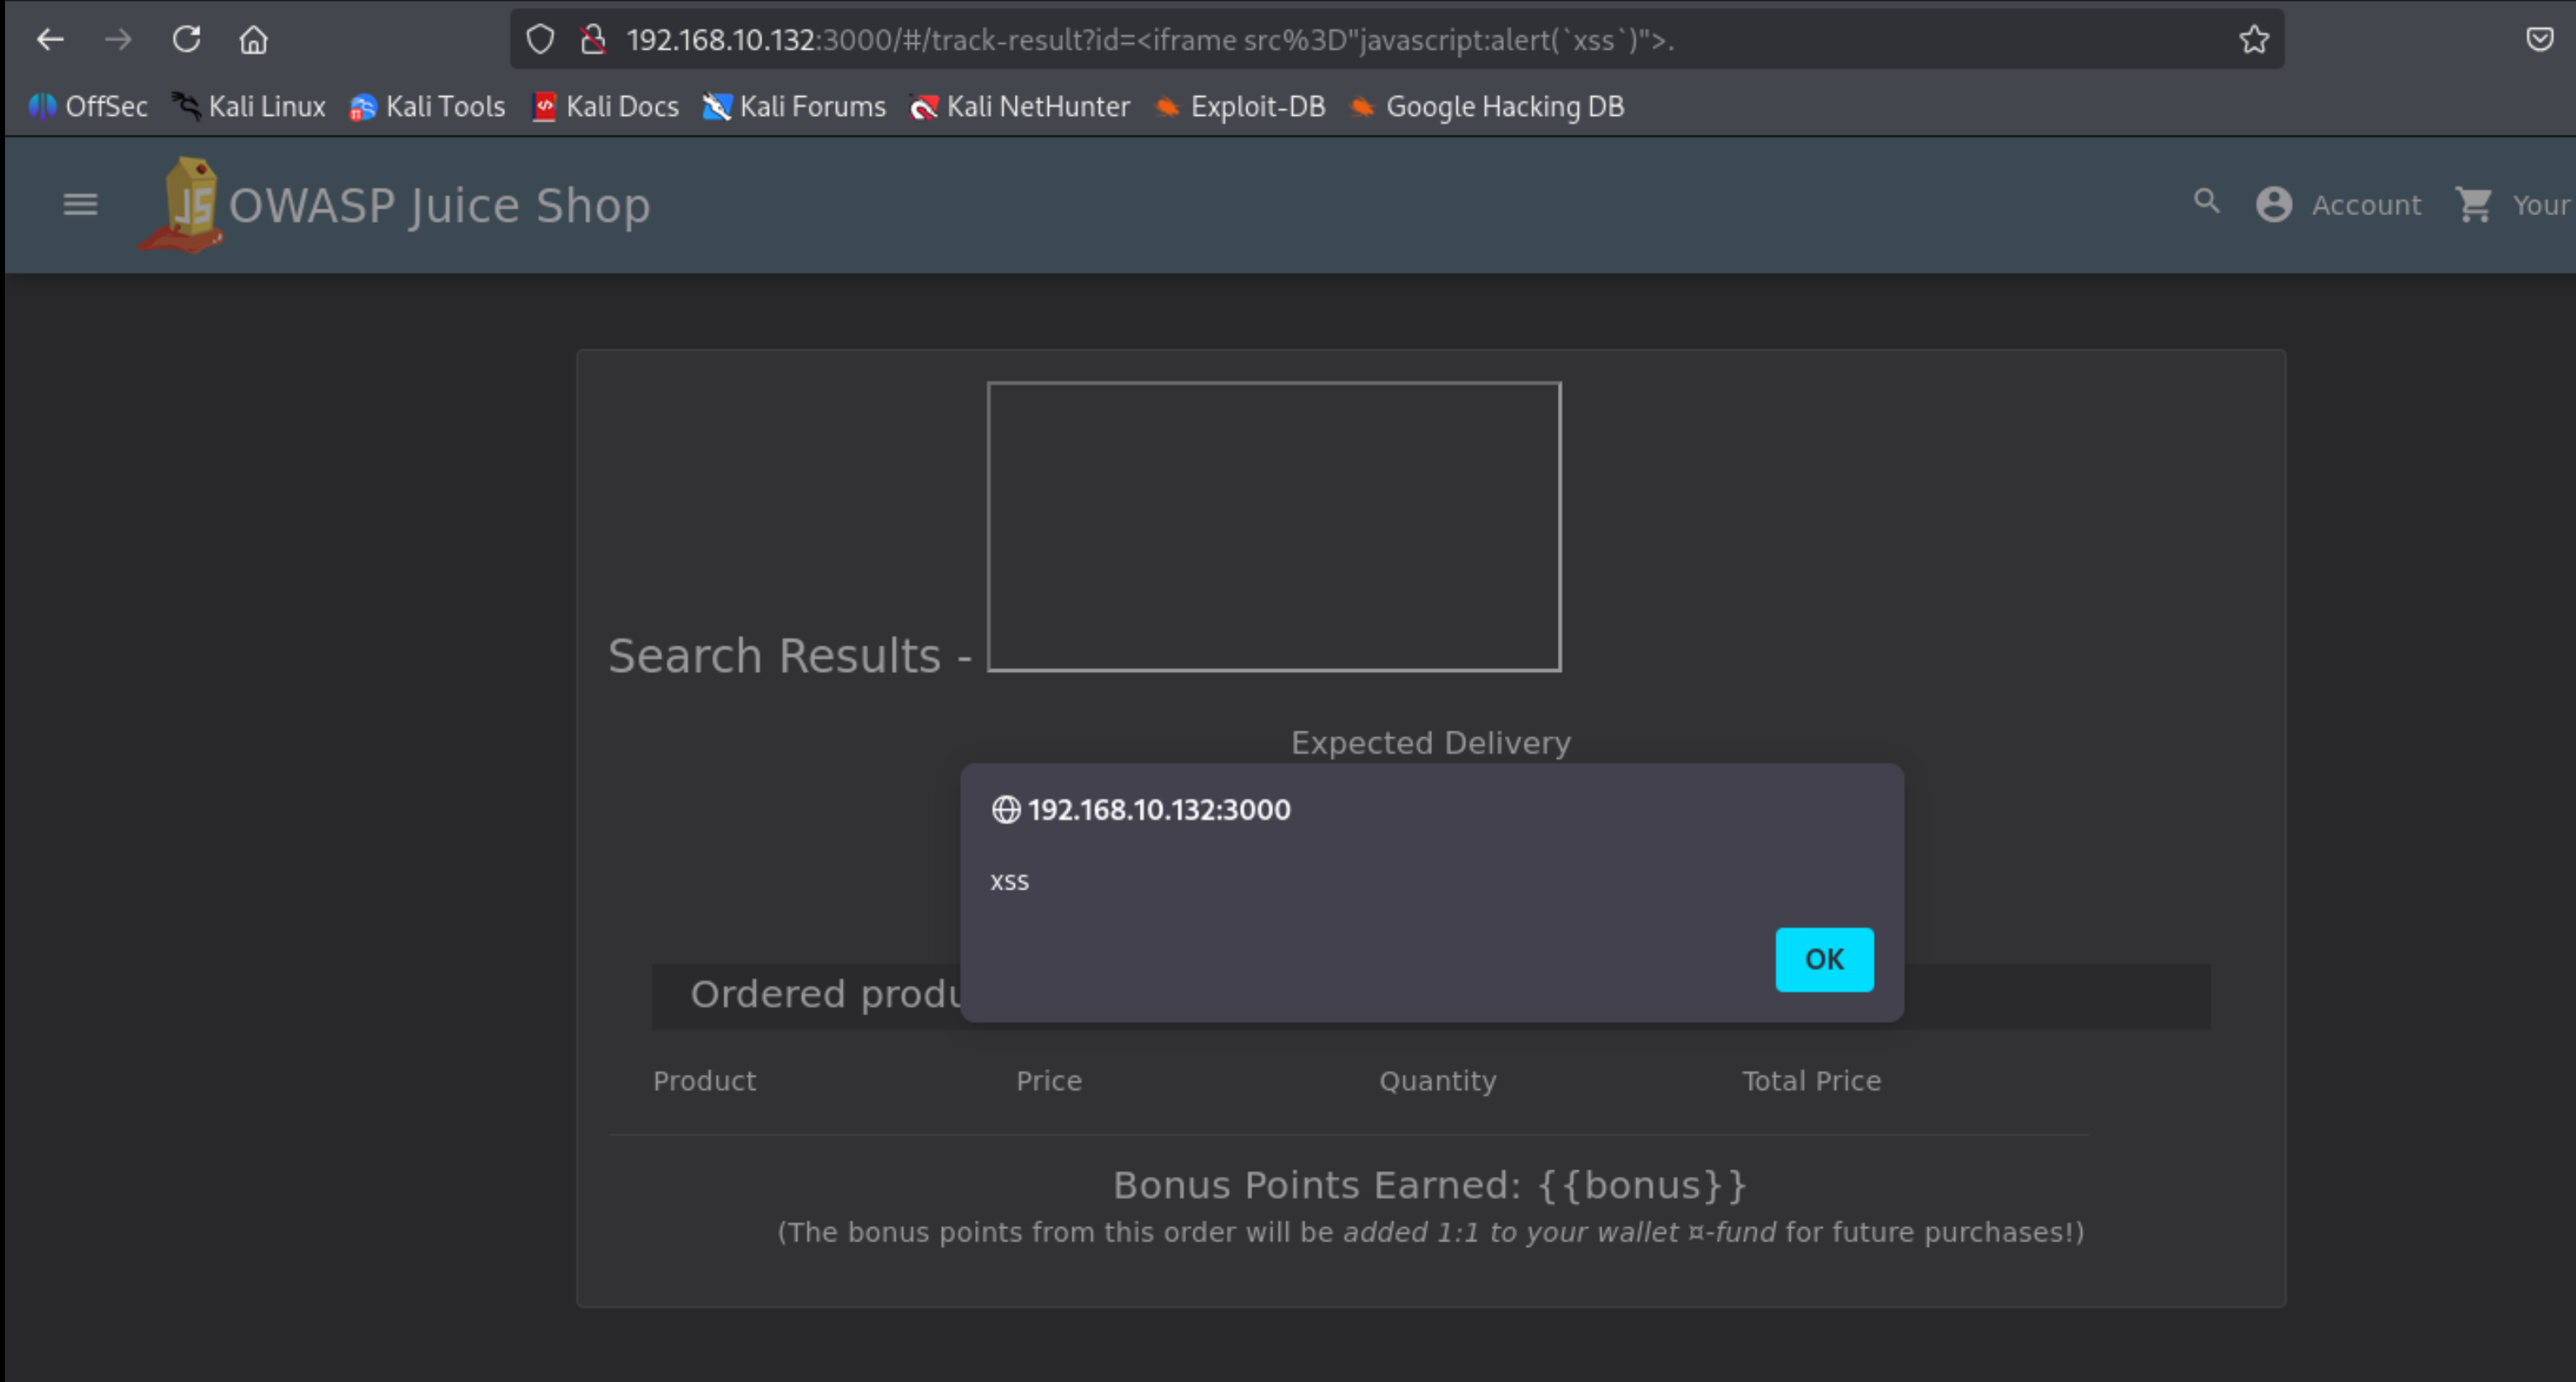 192.168.10.132:3000/#/track-result?id=<iframe src%3D"javascript:alert(`xss`)">.
OffSec Kali Linux Kali Tools Kali Docs Kali Forums Kali NetHunter Exploit-DB Google Hacking DB
OWASP Juice Shop Account Your
Search Results -
Expected Delivery
192.168.10.132:3000
xss
OK
Ordered produ
Product Price Quantity Total Price
Bonus Points Earned: {{bonus}}
(The bonus points from this order will be added 1:1 to your wallet ¤-fund for future purchases!)